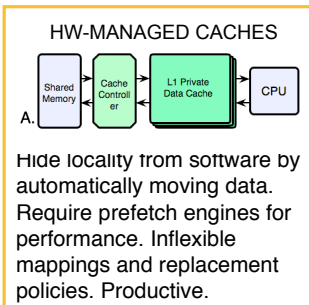 HW-MANAGED CACHES
Shared
Memory
Cache
Controll
er
L1 Private
Data Cache
CPU
A.
Hide locality from software by
automatically moving data.
Require prefetch engines for
performance. Inflexible
mappings and replacement
policies. Productive.